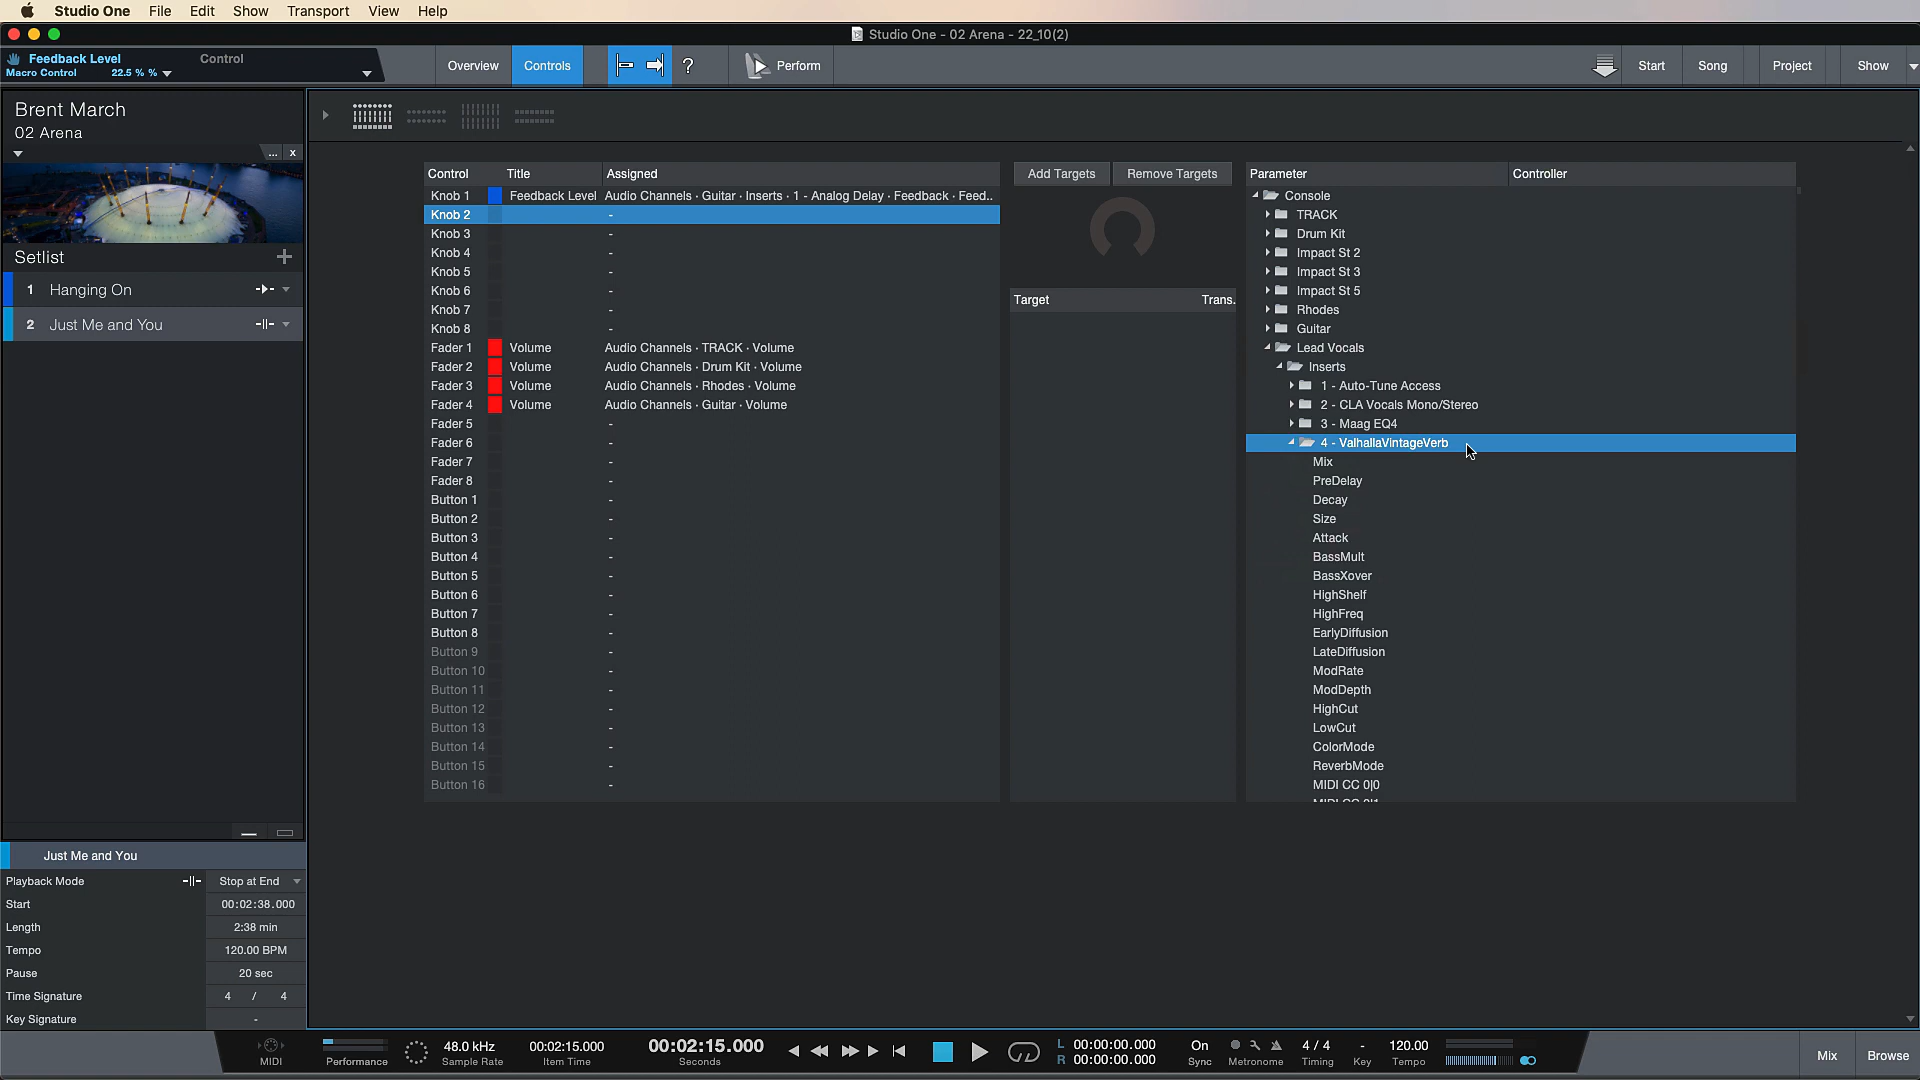 Studio One File Edit Song Transport View Help
Studio One - 02 Arena - 22_10(2)
Feedback Level
Control
Macro Control 22.5 % %
Overview Controls ? Perform Start Song Project Show
Brent March
02 Arena
... x
Setlist
1 Hanging On
2 Just Me and You
Control Title Assigned
Knob 1 Feedback Level Audio Channels · Guitar · Inserts · 1 - Analog Delay · Feedback · Feed..
Knob 2 -
Knob 3 -
Knob 4 -
Knob 5 -
Knob 6 -
Knob 7 -
Knob 8 -
Fader 1 Volume Audio Channels · TRACK · Volume
Fader 2 Volume Audio Channels · Drum Kit · Volume
Fader 3 Volume Audio Channels · Rhodes · Volume
Fader 4 Volume Audio Channels · Guitar · Volume
Fader 5 -
Fader 6 -
Fader 7 -
Fader 8 -
Button 1 -
Button 2 -
Button 3 -
Button 4 -
Button 5 -
Button 6 -
Button 7 -
Button 8 -
Button 9 -
Button 10 -
Button 11 -
Button 12 -
Button 13 -
Button 14 -
Button 15 -
Button 16 -
Add Targets Remove Targets
Target Trans.
Parameter Controller
Console
TRACK
Drum Kit
Impact St 2
Impact St 3
Impact St 5
Rhodes
Guitar
Lead Vocals
Inserts
1 - Auto-Tune Access
2 - CLA Vocals Mono/Stereo
3 - Maag EQ4
4 - ValhallaVintageVerb
Mix
PreDelay
Decay
Size
Attack
BassMult
BassXover
HighShelf
HighFreq
EarlyDiffusion
LateDiffusion
ModRate
ModDepth
HighCut
LowCut
ColorMode
ReverbMode
MIDI CC 0|0
MIDI CC 0|1
Just Me and You
Playback Mode Stop at End
Start 00:02:38.000
Length 2:38 min
Tempo 120.00 BPM
Pause 20 sec
Time Signature 4 / 4
Key Signature -
MIDI Performance
48.0 kHz
Sample Rate
00:02:15.000
Item Time
00:02:15.000
Seconds
L 00:00:00.000
R 00:00:00.000
On
Sync
Metronome
4 / 4
Timing
-
Key
120.00
Tempo
Mix Browse